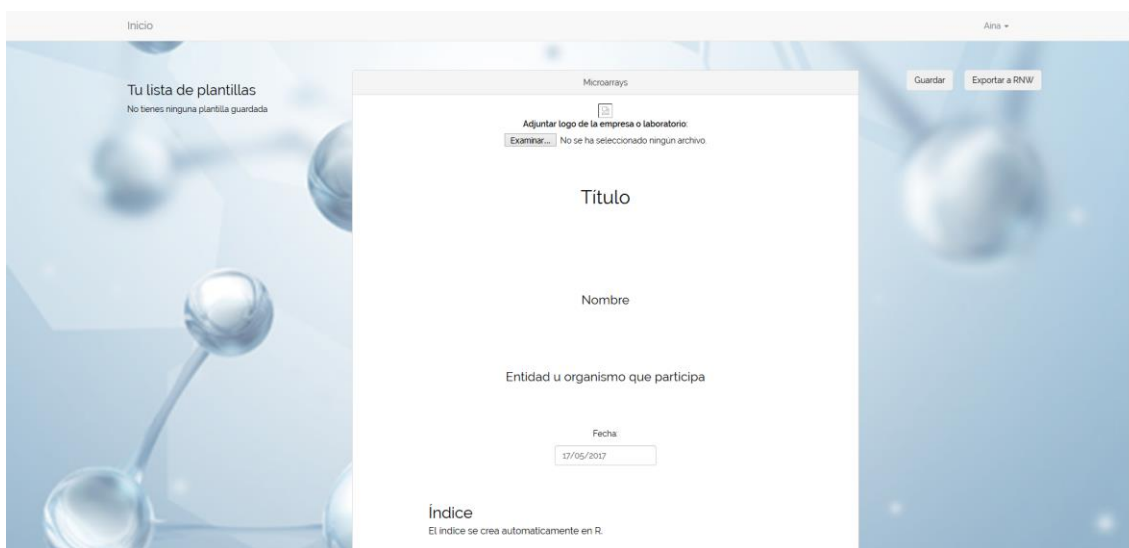 Inicio
Aina
Tu lista de plantillas
No tienes ninguna plantilla guardada
Microarrays
Guardar
Exportar a RNW
Adjuntar logo de la empresa o laboratorio:
Examinar... No se ha seleccionado ningún archivo.
Título
Nombre
Entidad u organismo que participa
Fecha:
17/05/2017
Índice
El índice se crea automaticamente en R.